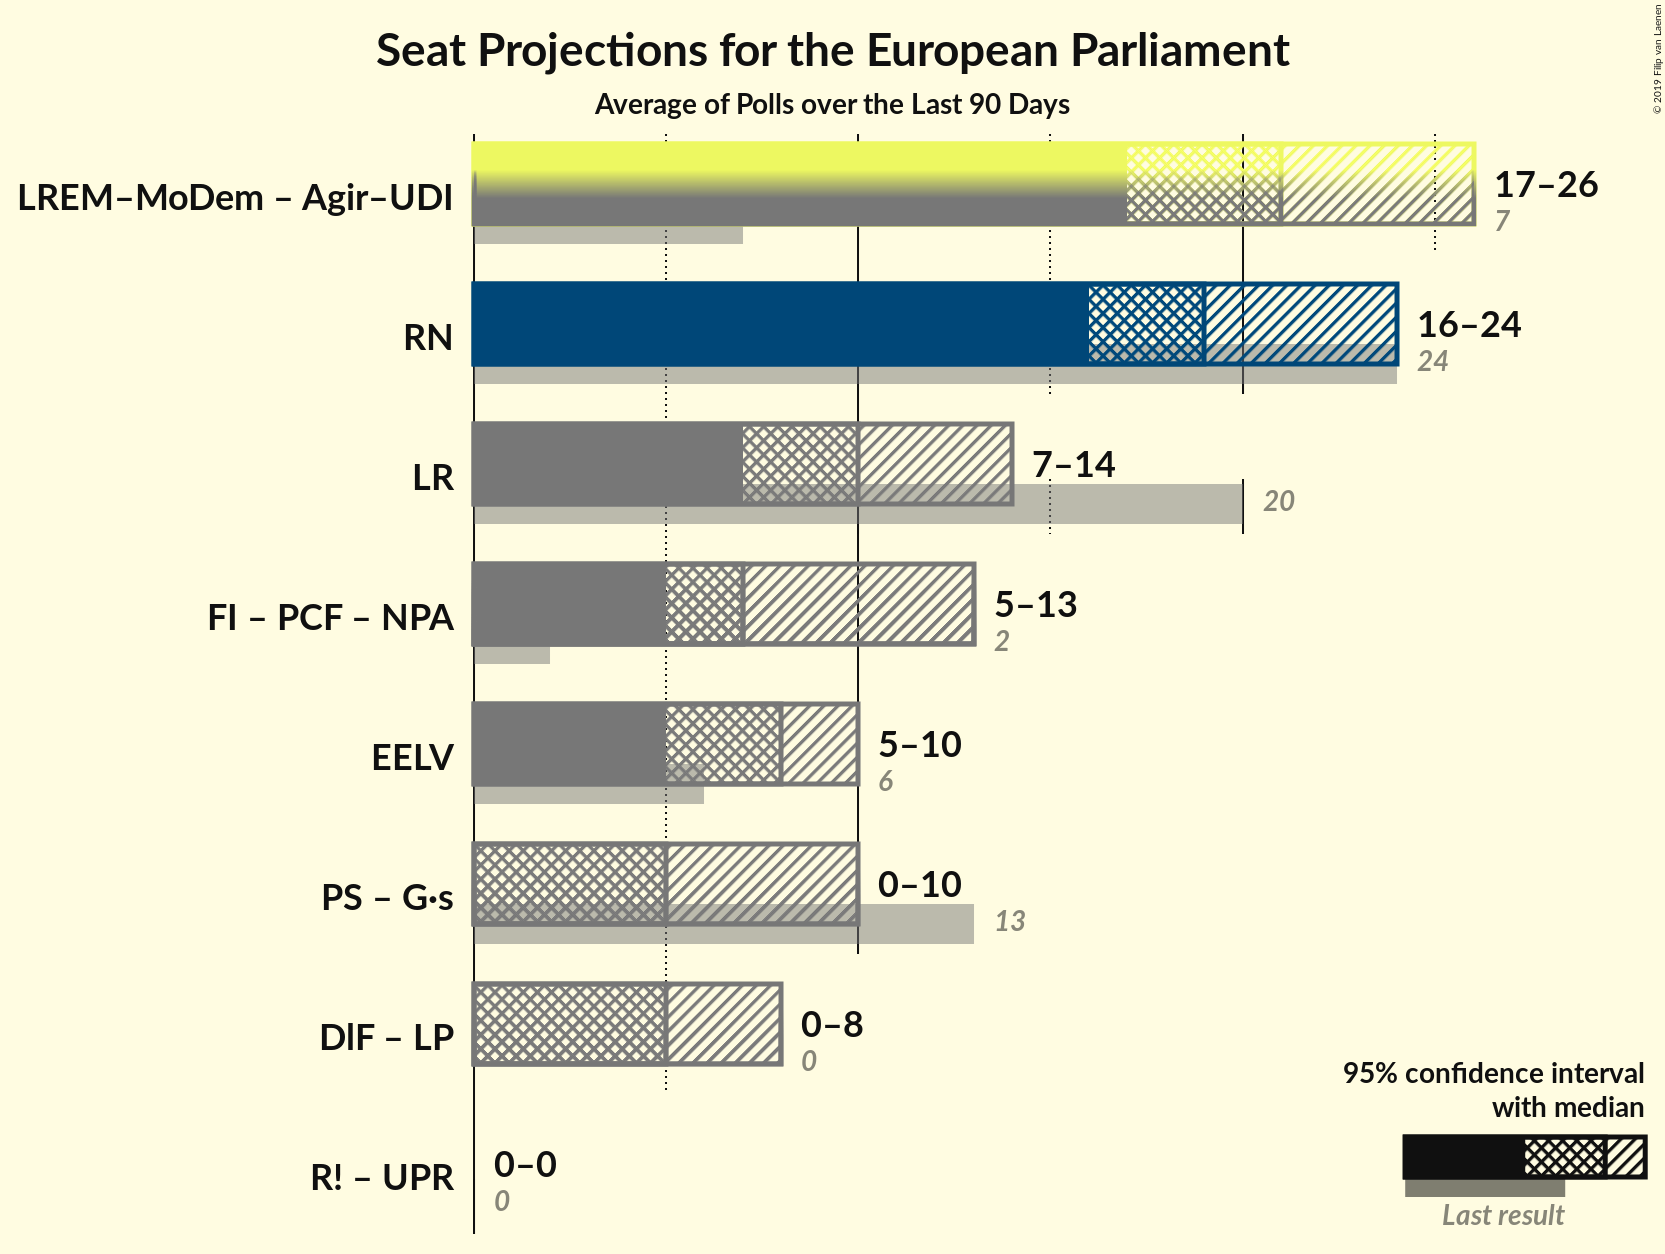 Seat Projections for the European Parliament
Average of Polls over the Last 90 Days
© 2019 Filip van Laenen
LREM–MoDem – Agir–UDI
17–26
7
RN
16–24
24
LR
7–14
20
FI – PCF – NPA
5–13
2
EELV
5–10
6
PS – G·s
0–10
13
DlF – LP
0–8
0
R! – UPR
0–0
0
95% confidence interval
with median
Last result